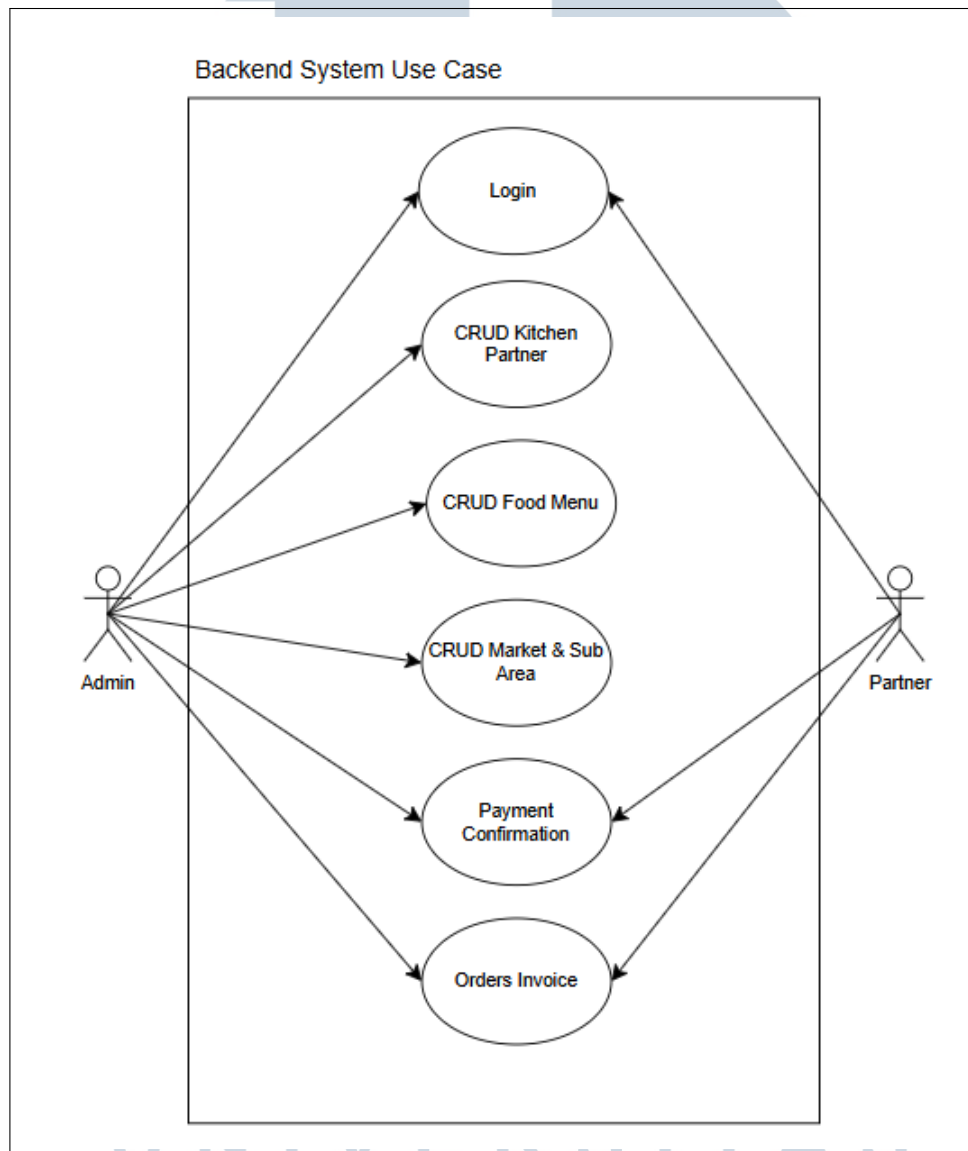 Backend System Use Case
Login
CRUD Kitchen
Partner
CRUD Food Menu
CRUD Market & Sub
Area
Admin
Partner
Payment
Confirmation
Orders Invoice